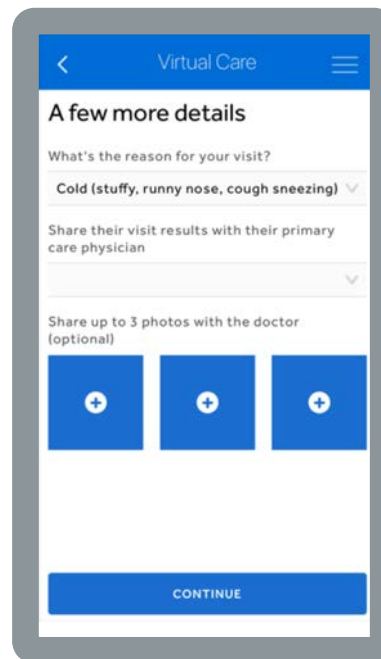 Virtual Care
A few more details
What's the reason for your visit?
Cold (stuffy, runny nose, cough sneezing)
Share their visit results with their primary
care physician
Share up to 3 photos with the doctor
(optional)
CONTINUE